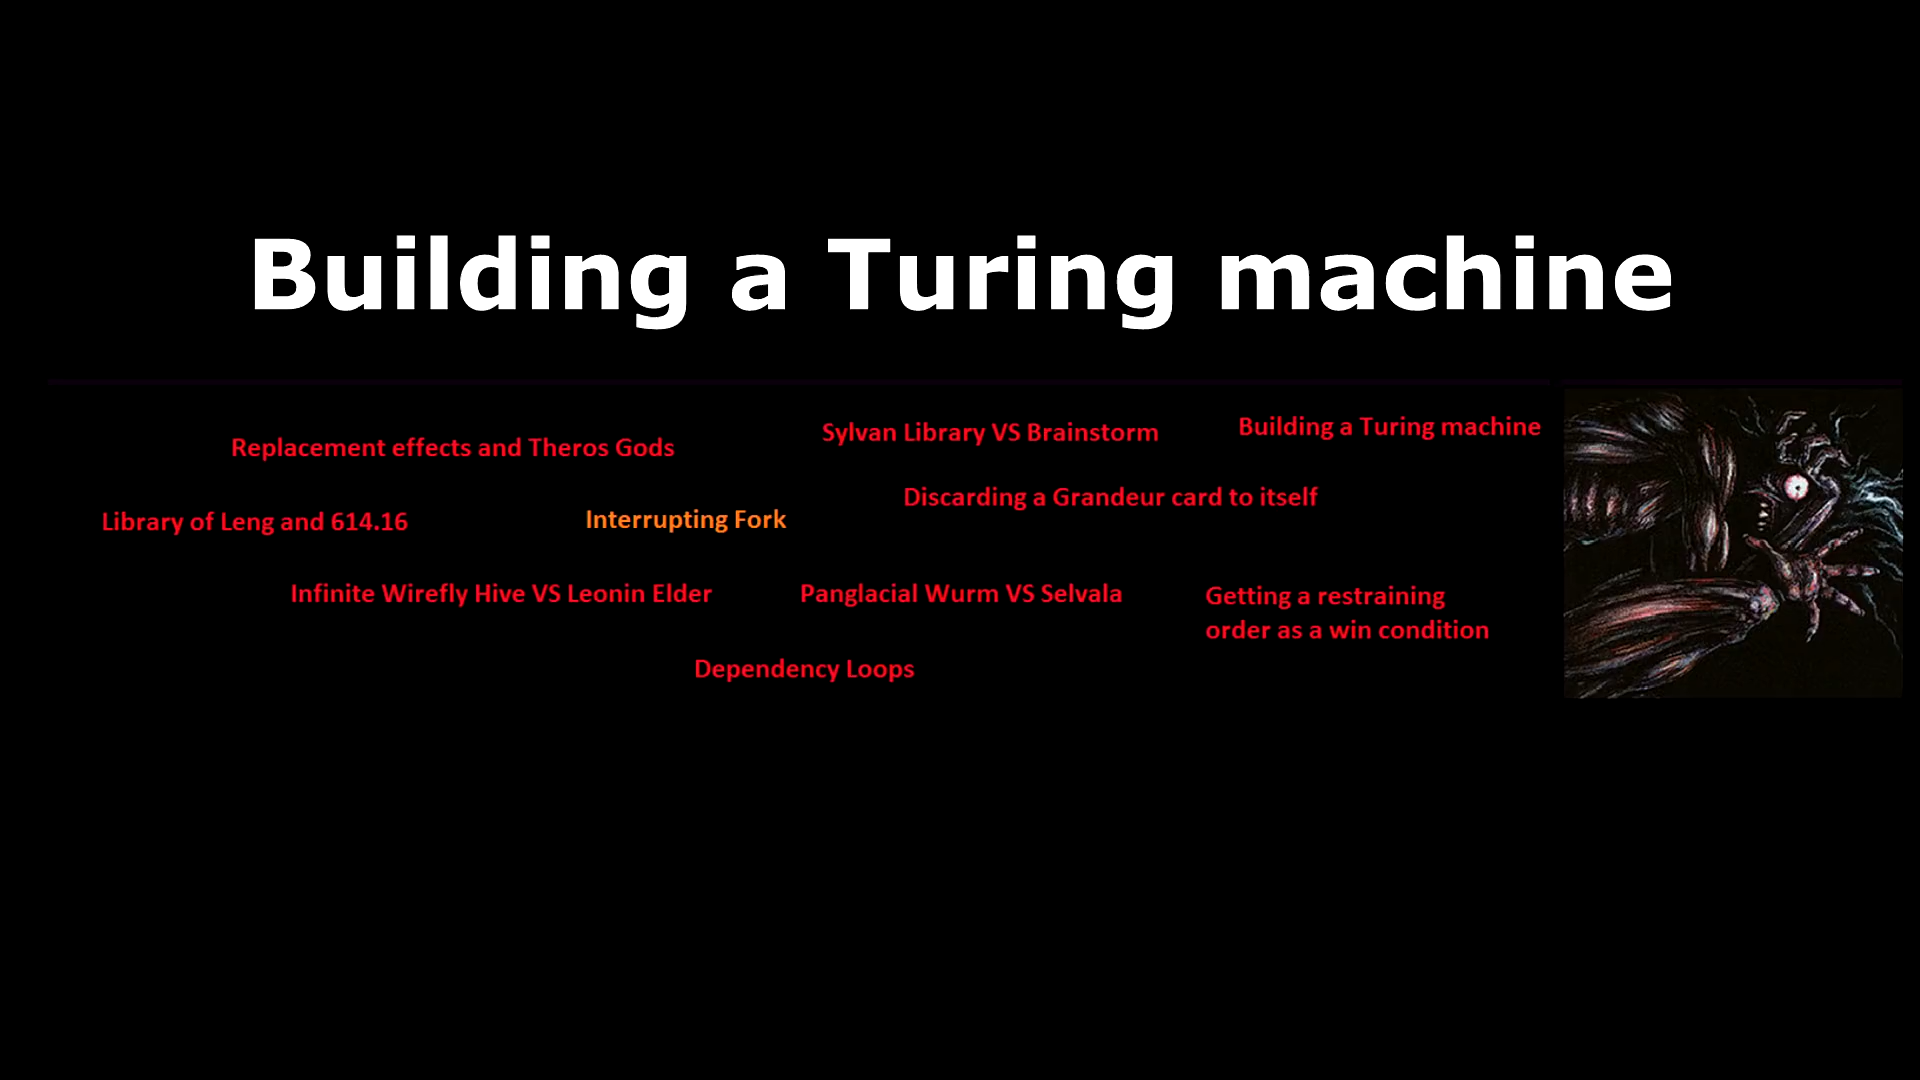 Building a Turing machine
Replacement effects and Theros Gods
Sylvan Library VS Brainstorm
Building a Turing machine
Library of Leng and 614.16
Interrupting Fork
Discarding a Grandeur card to itself
Infinite Wirefly Hive VS Leonin Elder
Panglacial Wurm VS Selvala
Getting a restraining
order as a win condition
Dependency Loops